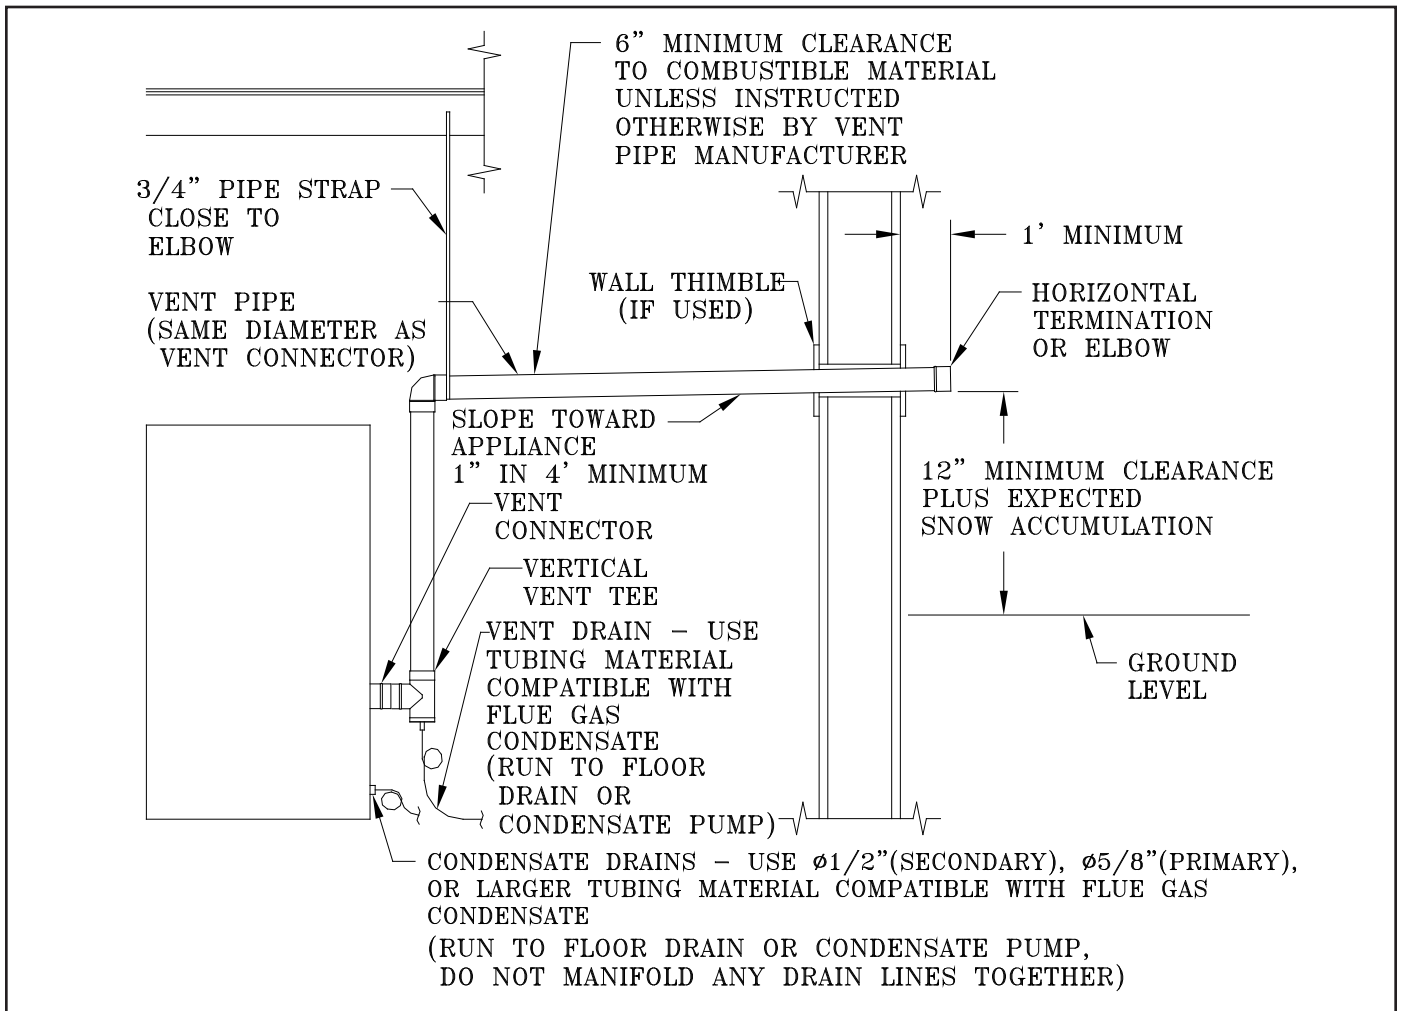 6” MINIMUM CLEARANCE
TO COMBUSTIBLE MATERIAL
UNLESS INSTRUCTED
OTHERWISE BY VENT
PIPE MANUFACTURER
3/4” PIPE STRAP
CLOSE TO
ELBOW
1’ MINIMUM
WALL THIMBLE
(IF USED)
HORIZONTAL
TERMINATION
OR ELBOW
VENT PIPE
(SAME DIAMETER AS
VENT CONNECTOR)
SLOPE TOWARD
APPLIANCE
1” IN 4’ MINIMUM
12” MINIMUM CLEARANCE
PLUS EXPECTED
SNOW ACCUMULATION
VENT
CONNECTOR
VERTICAL
VENT TEE
VENT DRAIN – USE
TUBING MATERIAL
COMPATIBLE WITH
FLUE GAS
CONDENSATE
(RUN TO FLOOR
DRAIN OR
CONDENSATE PUMP)
GROUND
LEVEL
CONDENSATE DRAINS – USE ø1/2”(SECONDARY), ø5/8”(PRIMARY),
OR LARGER TUBING MATERIAL COMPATIBLE WITH FLUE GAS
CONDENSATE
(RUN TO FLOOR DRAIN OR CONDENSATE PUMP,
DO NOT MANIFOLD ANY DRAIN LINES TOGETHER)